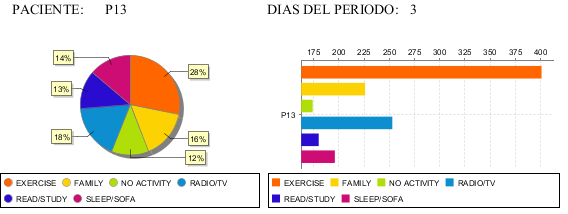 PACIENTE: P13
DIAS DEL PERIODO: 3
14%
28%
13%
18%
16%
12%
EXERCISE FAMILY NO ACTIVITY RADIO/TV
READ/STUDY SLEEP/SOFA
175 200 225 250 275 300 325 350 375 400
P13
EXERCISE FAMILY NO ACTIVITY RADIO/TV
READ/STUDY SLEEP/SOFA